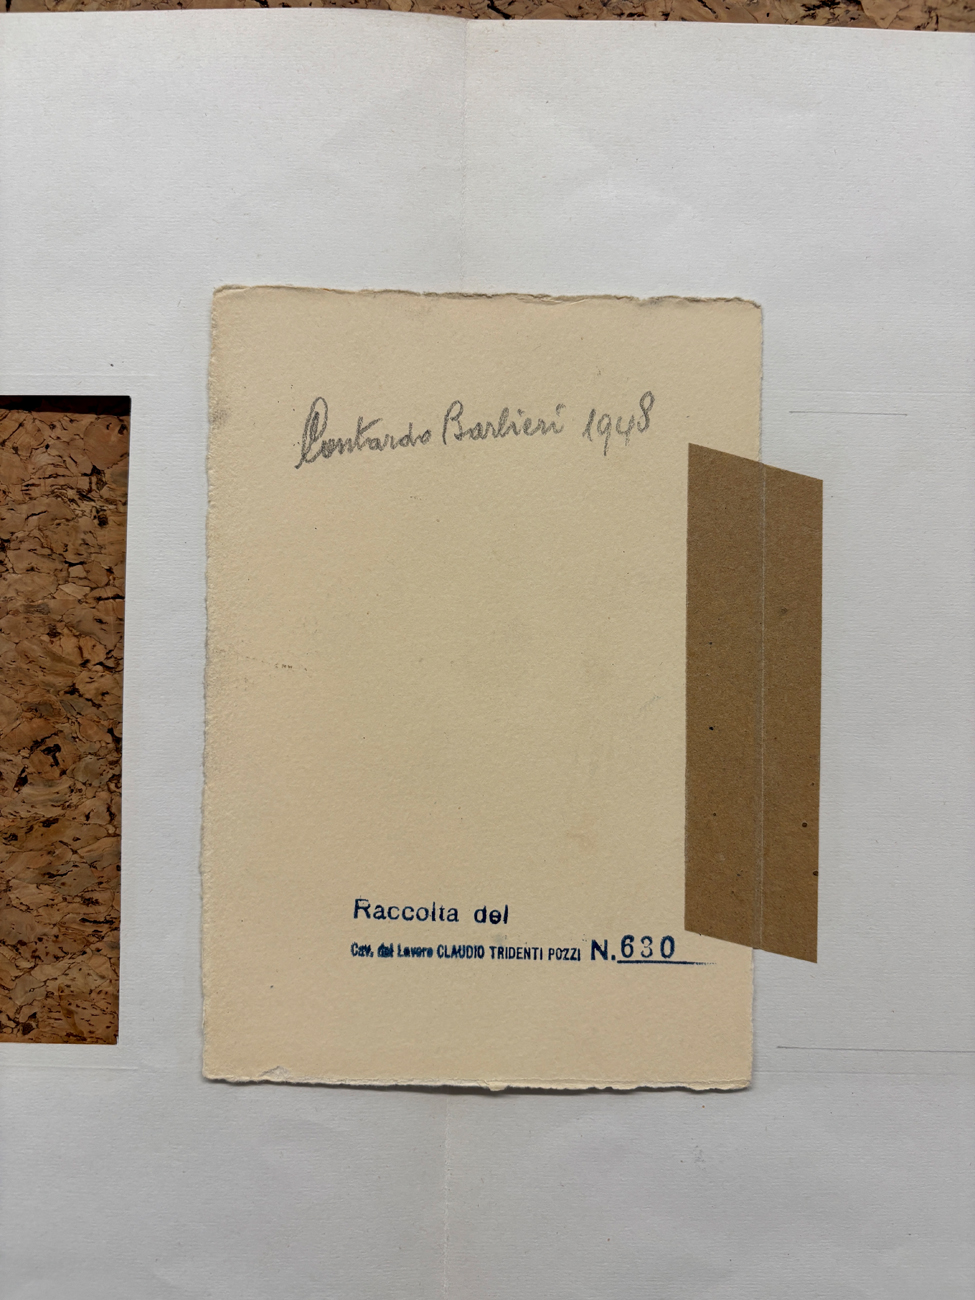 Contardo Barbieri 1948
Raccolta del
Cav. del Lavoro CLAUDIO TRIDENTI POZZI N. 630